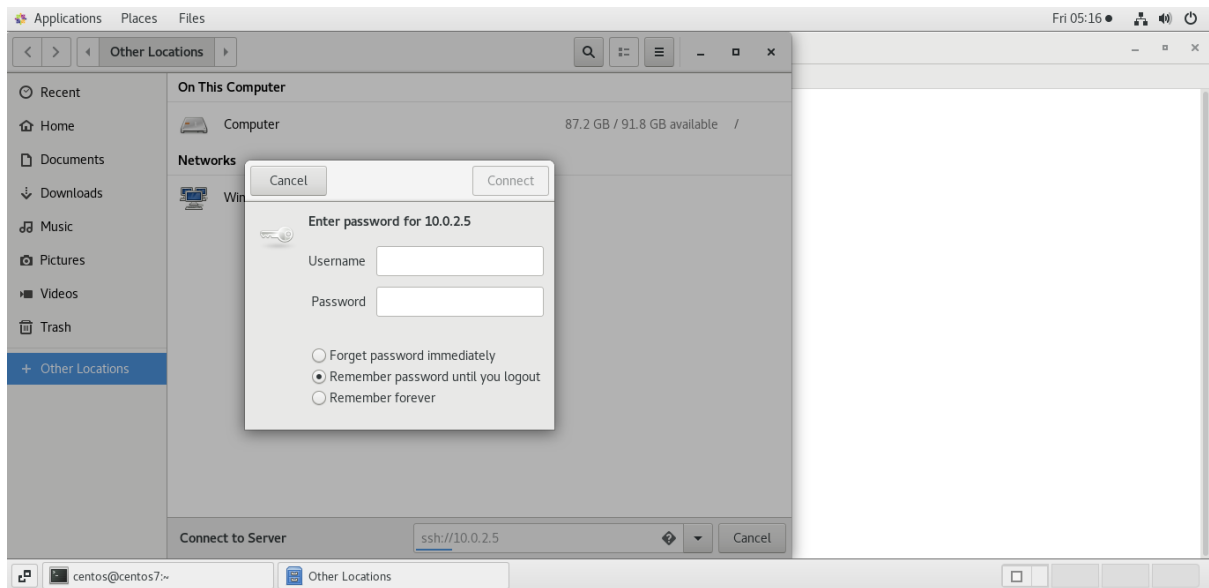 Applications Places Files Fri 05:16
Other Locations
Recent
Home
Documents
Downloads
Music
Pictures
Videos
Trash
+ Other Locations
On This Computer
Computer 87.2 GB / 91.8 GB available /
Networks
Win
Cancel Connect
Enter password for 10.0.2.5
Username
Password
Forget password immediately
Remember password until you logout
Remember forever
Connect to Server ssh://10.0.2.5 Cancel
centos@centos7:~ Other Locations